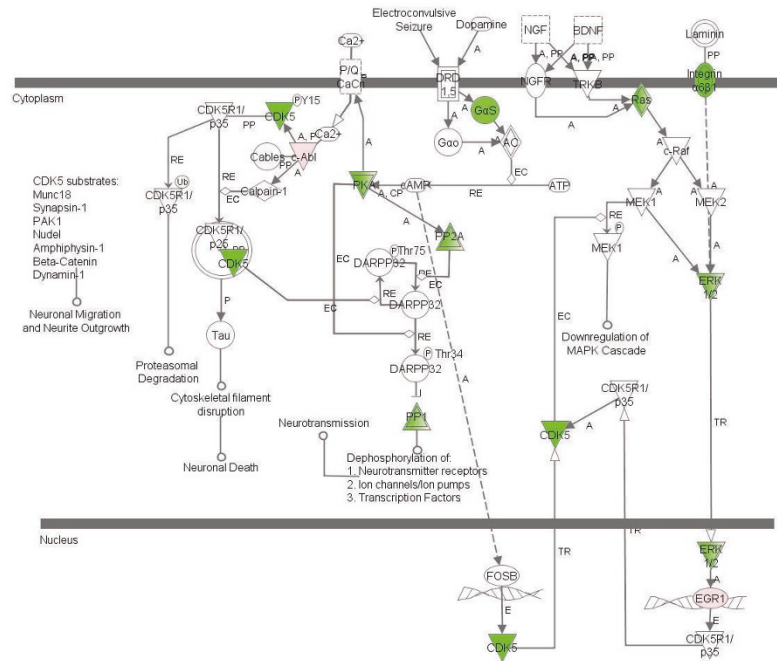 Electroconvulsive
Seizure
Dopamine
NGF
BDNF
Laminin
Ca2+
A
A
A, PP
A, PP
A, PP
PP
P/Q
CaCn
DRD
1,5
NGFR
TRKB
Integrin
α6β1
Cytoplasm
CDK5R1/
p35
CDK5
P Y15
PP
Ca2+
A, P
Cables
PP
c-Abl
A
Calpain-1
EC
RE
RE
A
A
GαS
A
Gαo
A
AC
EC
A
A
A
Ras
A
c-Raf
A
A
CDK5 substrates:
Munc18
Synapsin-1
PAK1
Nudel
Amphiphysin-1
Beta-Catenin
Dynamin-1
CDK5R1/
p35
Ub
PKA
A, CP
cAMP
RE
ATP
MEK1
MEK2
A
A
RE
P
MEK1
EC
CDK5R1/
p25
PP
CDK5
A
PP2A
P Thr75
DARPP32
RE
EC
RE
DARPP32
EC
A
A
ERK
1/2
Neuronal Migration
and Neurite Outgrowth
P
Tau
EC
RE
P Thr34
DARPP32
A
EC
Downregulation of
MAPK Cascade
Proteasomal
Degradation
Cytoskeletal filament
disruption
CDK5R1/
p35
Neurotransmission
PP1
CDK5
A
TR
Neuronal Death
Dephosphorylation of:
1. Neurotransmitter receptors
2. Ion channels/Ion pumps
3. Transcription Factors
Nucleus
TR
TR
ERK
1/2
A
FOSB
E
CDK5
EGR1
E
CDK5R1/
p35